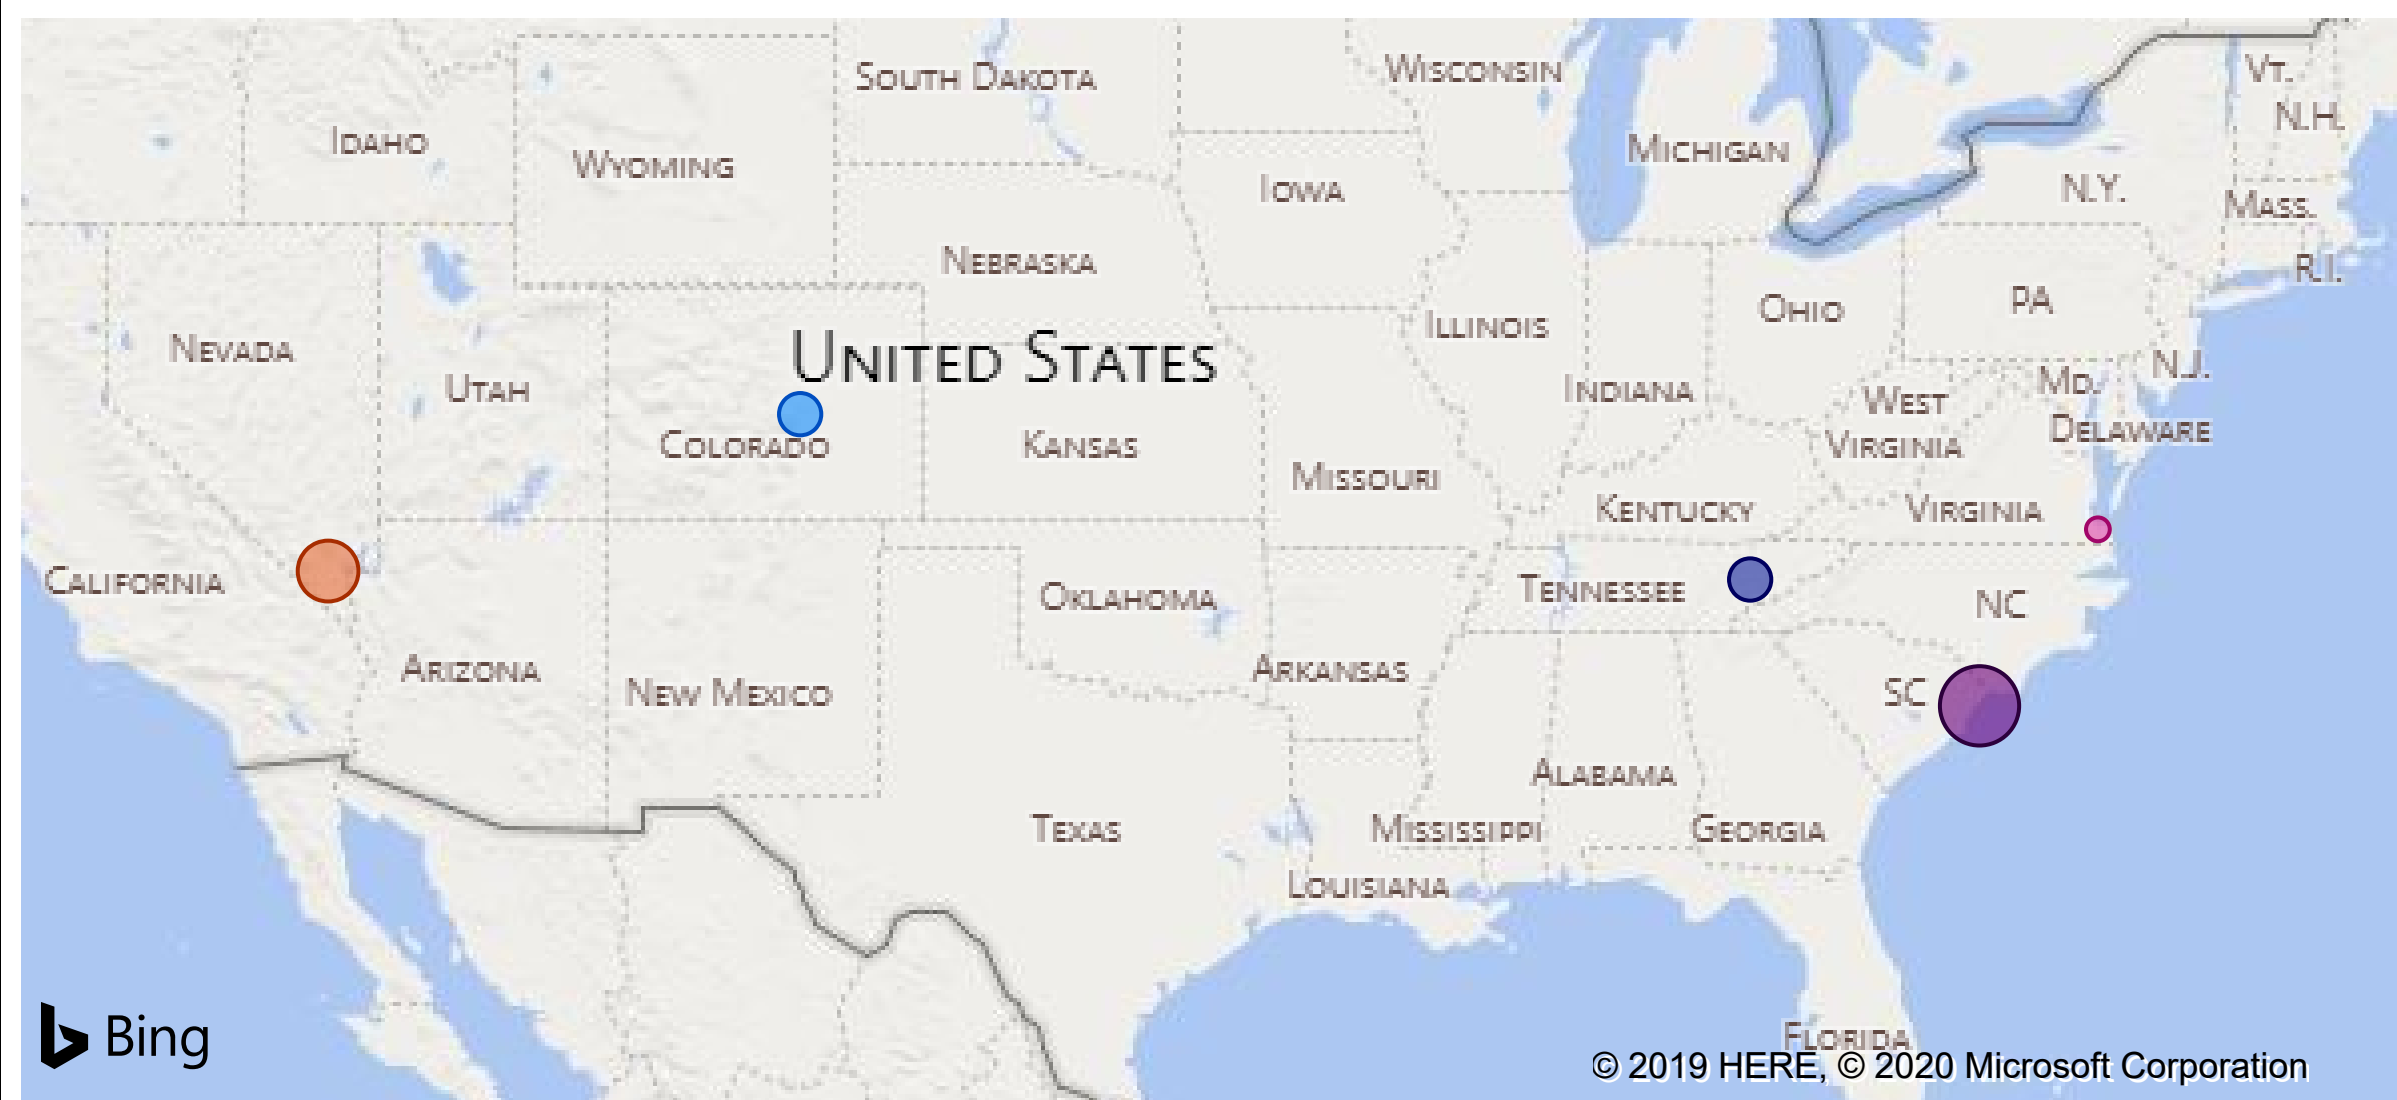 SOUTH DAKOTA
WISCONSIN
VT.
N.H.
IDAHO
WYOMING
MICHIGAN
IOWA
N.Y.
MASS.
NEBRASKA
R.I.
NEVADA
UTAH
UNITED STATES
ILLINOIS
OHIO
PA
N.J.
INDIANA
MD.
WEST
VIRGINIA
DELAWARE
COLORADO
KANSAS
MISSOURI
KENTUCKY
VIRGINIA
CALIFORNIA
OKLAHOMA
TENNESSEE
NC
ARIZONA
NEW MEXICO
ARKANSAS
SC
ALABAMA
TEXAS
MISSISSIPPI
GEORGIA
LOUISIANA
FLORIDA
Bing
© 2019 HERE, © 2020 Microsoft Corporation